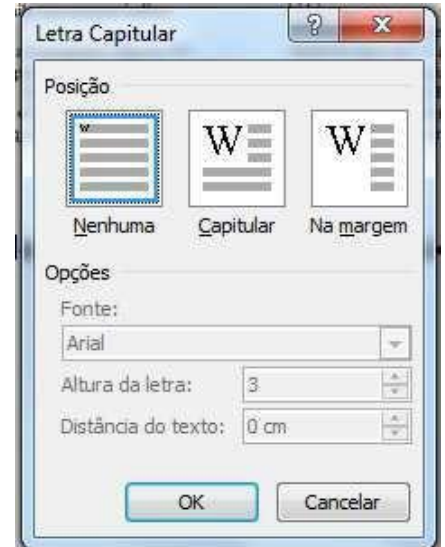 Letra Capitular
Posição
W W W
Nenhuma Capitular Na margem
Opções
Fonte:
Arial
Altura da letra: 3
Distância do texto: 0 cm
OK Cancelar